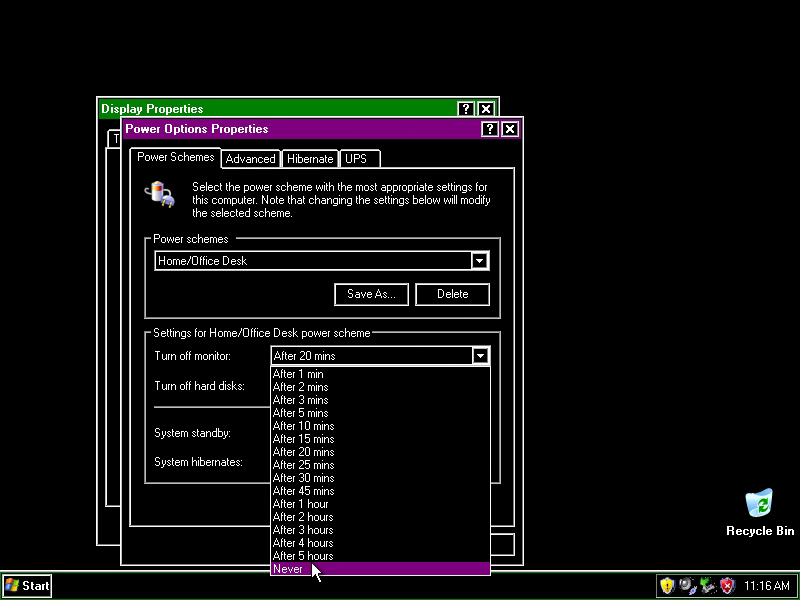 Display Properties
Power Options Properties
T
Power Schemes
Advanced
Hibernate
UPS
Select the power scheme with the most appropriate settings for
this computer. Note that changing the settings below will modify
the selected scheme.
Power schemes
Home/Office Desk
Save As...
Delete
Settings for Home/Office Desk power scheme
Turn off monitor:
After 20 mins
Turn off hard disks:
System standby:
System hibernates:
After 1 min
After 2 mins
After 3 mins
After 5 mins
After 10 mins
After 15 mins
After 20 mins
After 25 mins
After 30 mins
After 45 mins
After 1 hour
After 2 hours
After 3 hours
After 4 hours
After 5 hours
Never
Recycle Bin
Start
11:16 AM